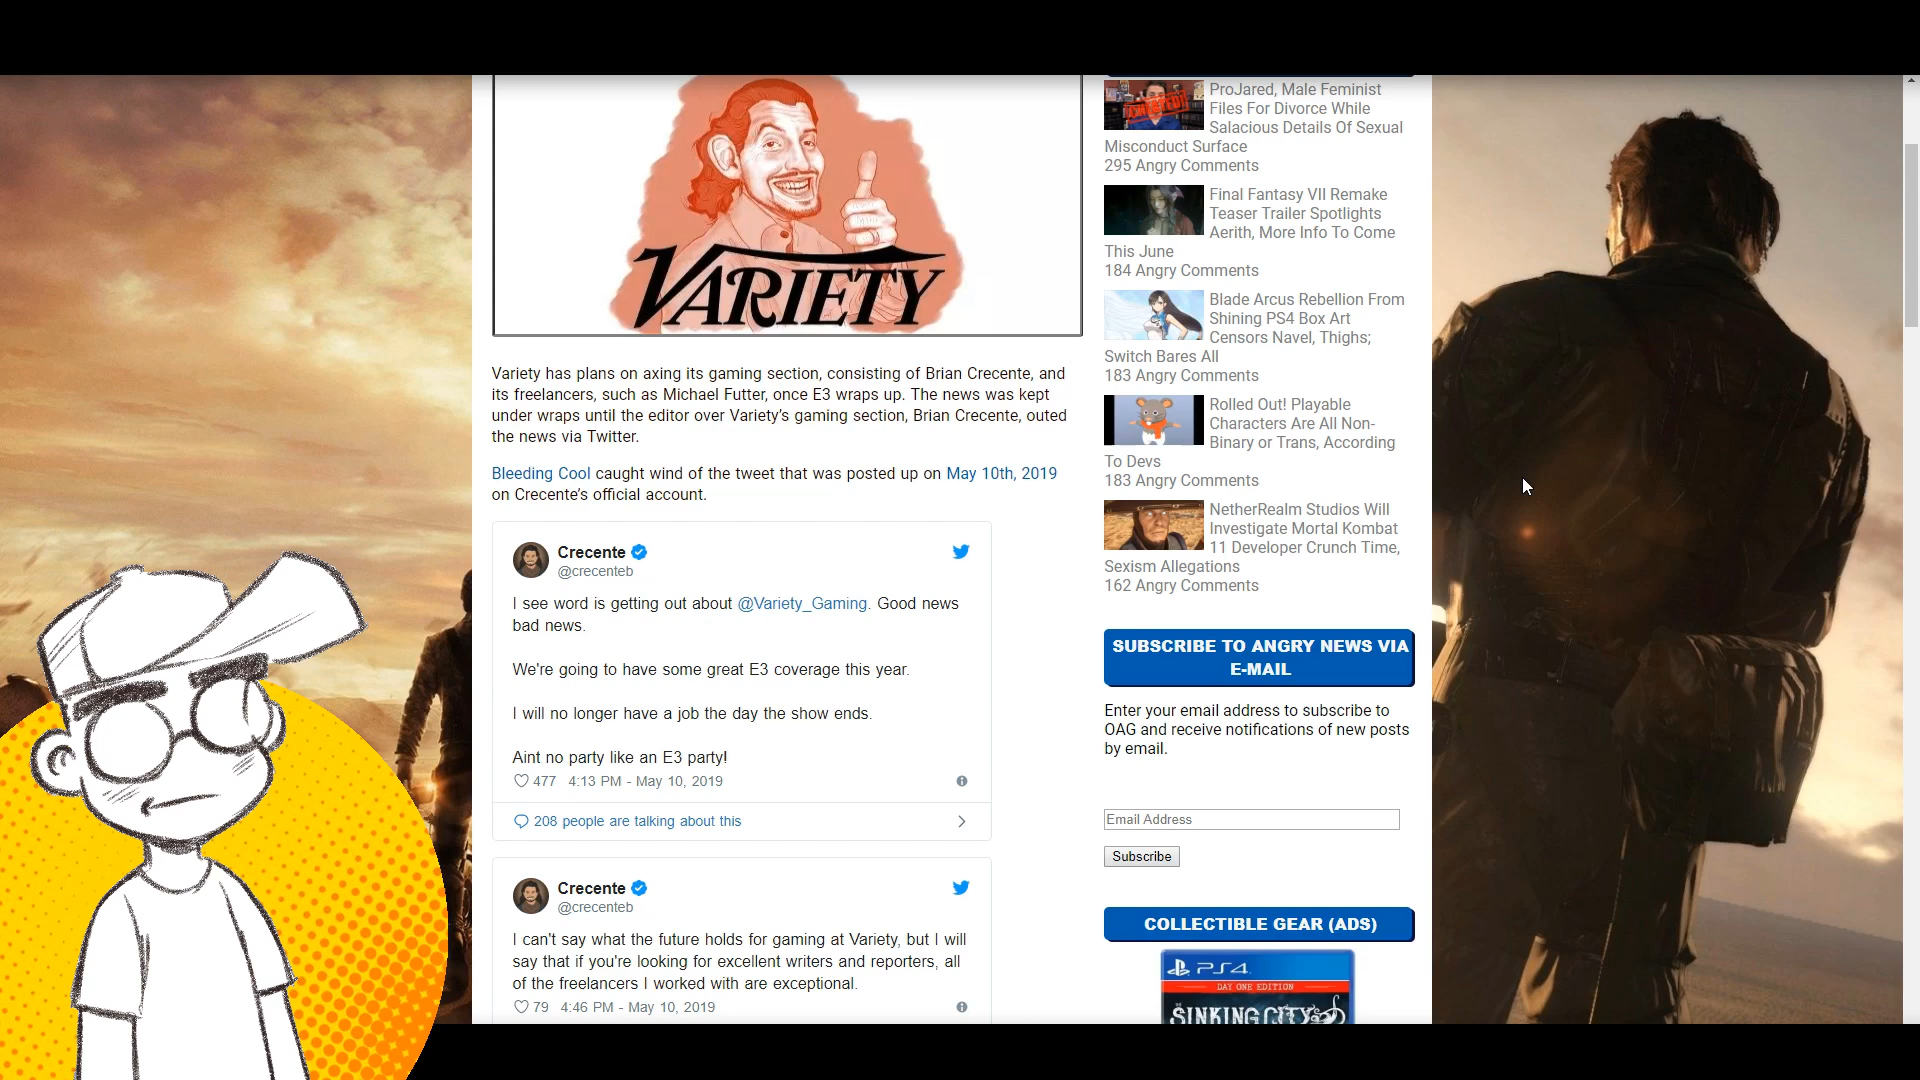 VARIETY
Variety has plans on axing its gaming section, consisting of Brian Crecente, and
its freelancers, such as Michael Futter, once E3 wraps up. The news was kept
under wraps until the editor over Variety’s gaming section, Brian Crecente, outed
the news via Twitter.
Bleeding Cool caught wind of the tweet that was posted up on May 10th, 2019
on Crecente’s official account.
Crecente
@crecenteb
I see word is getting out about @Variety_Gaming. Good news
bad news.
We're going to have some great E3 coverage this year.
I will no longer have a job the day the show ends.
Aint no party like an E3 party!
477 4:13 PM - May 10, 2019
208 people are talking about this
Crecente
@crecenteb
I can't say what the future holds for gaming at Variety, but I will
say that if you're looking for excellent writers and reporters, all
of the freelancers I worked with are exceptional.
79 4:46 PM - May 10, 2019
ProJared, Male Feminist
Files For Divorce While
Salacious Details Of Sexual
Misconduct Surface
295 Angry Comments
Final Fantasy VII Remake
Teaser Trailer Spotlights
Aerith, More Info To Come
This June
184 Angry Comments
Blade Arcus Rebellion From
Shining PS4 Box Art
Censors Navel, Thighs;
Switch Bares All
183 Angry Comments
Rolled Out! Playable
Characters Are All Non-
Binary or Trans, According
To Devs
183 Angry Comments
NetherRealm Studios Will
Investigate Mortal Kombat
11 Developer Crunch Time,
Sexism Allegations
162 Angry Comments
SUBSCRIBE TO ANGRY NEWS VIA
E-MAIL
Enter your email address to subscribe to
OAG and receive notifications of new posts
by email.
Email Address
Subscribe
COLLECTIBLE GEAR (ADS)
PS4
DAY ONE EDITION
THE
SINKING CITY